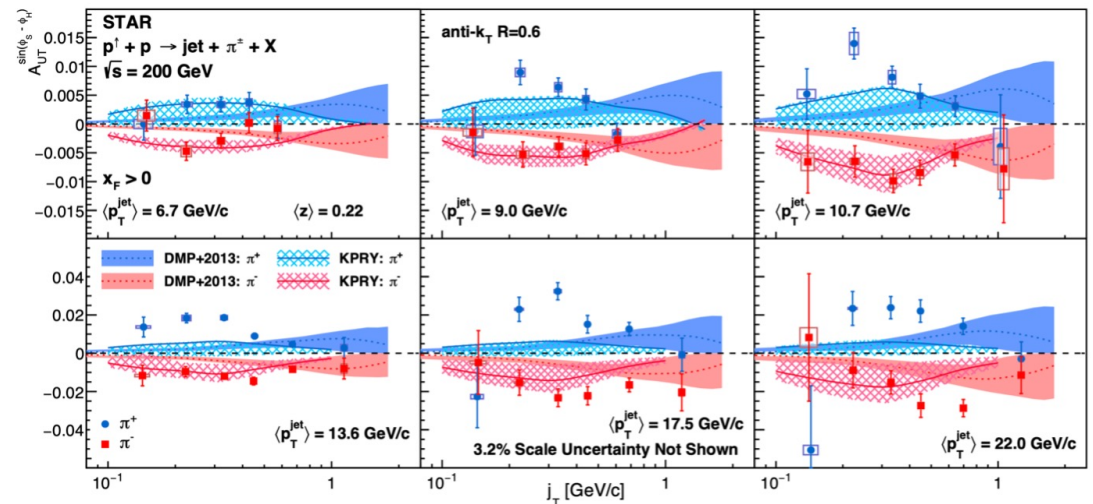 A_UT^sin(φ_S - φ_H)
STAR
p↑ + p → jet + π± + X
√s = 200 GeV
x_F > 0
⟨p_T^jet⟩ = 6.7 GeV/c ⟨z⟩ = 0.22
anti-k_T R=0.6
⟨p_T^jet⟩ = 9.0 GeV/c
⟨p_T^jet⟩ = 10.7 GeV/c
0.015
0.01
0.005
0
−0.005
−0.01
−0.015
DMP+2013: π⁺ KPRY: π⁺
DMP+2013: π⁻ KPRY: π⁻
π⁺
π⁻
⟨p_T^jet⟩ = 13.6 GeV/c
⟨p_T^jet⟩ = 17.5 GeV/c
3.2% Scale Uncertainty Not Shown
⟨p_T^jet⟩ = 22.0 GeV/c
0.04
0.02
0
−0.02
−0.04
10⁻¹ 1 10⁻¹ 1 10⁻¹ 1
j_T [GeV/c]